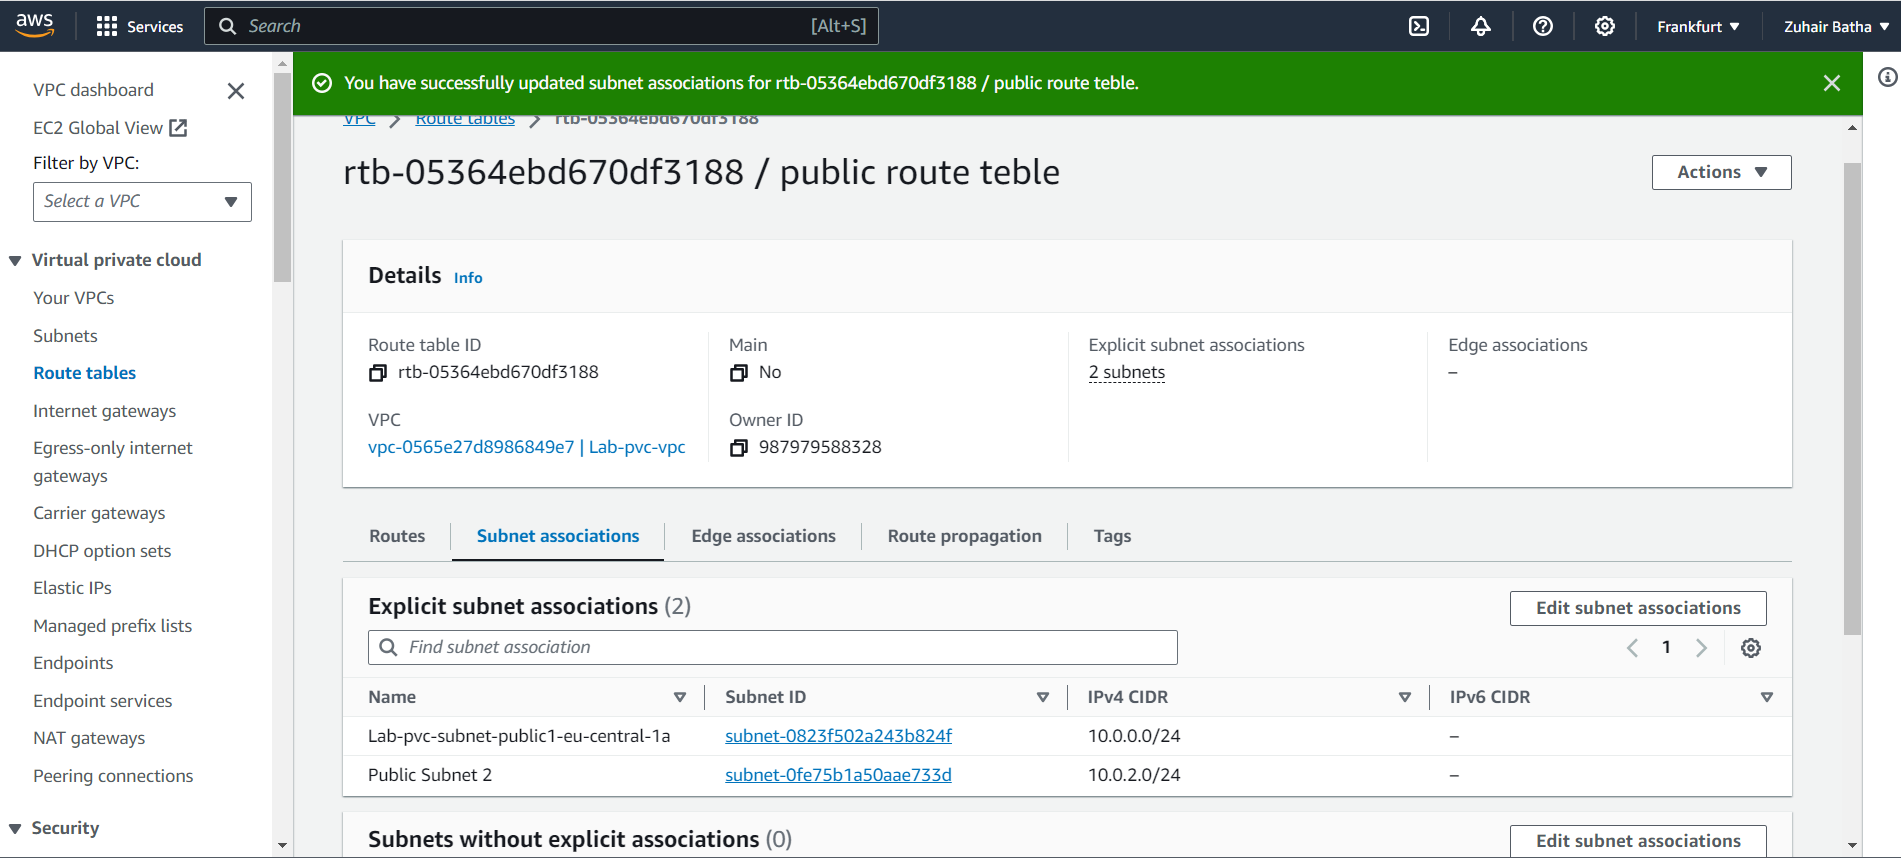 aws
Services
Search
[Alt+S]
Frankfurt
Zuhair Batha
VPC dashboard
EC2 Global View
Filter by VPC:
Select a VPC
Virtual private cloud
Your VPCs
Subnets
Route tables
Internet gateways
Egress-only internet
gateways
Carrier gateways
DHCP option sets
Elastic IPs
Managed prefix lists
Endpoints
Endpoint services
NAT gateways
Peering connections
Security
You have successfully updated subnet associations for rtb-05364ebd670df3188 / public route teble.
VPC
Route tables
rtb-05364ebd670df3188
rtb-05364ebd670df3188 / public route teble
Actions
Details Info
Route table ID
rtb-05364ebd670df3188
Main
No
Explicit subnet associations
2 subnets
Edge associations
–
VPC
vpc-0565e27d8986849e7 | Lab-pvc-vpc
Owner ID
987979588328
Routes
Subnet associations
Edge associations
Route propagation
Tags
Explicit subnet associations (2)
Edit subnet associations
Find subnet association
1
Name
Subnet ID
IPv4 CIDR
IPv6 CIDR
Lab-pvc-subnet-public1-eu-central-1a
subnet-0823f502a243b824f
10.0.0.0/24
–
Public Subnet 2
subnet-0fe75b1a50aae733d
10.0.2.0/24
–
Subnets without explicit associations (0)
Edit subnet associations